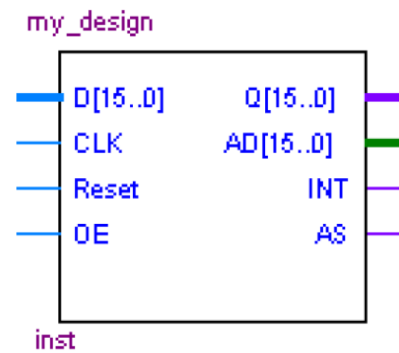 my_design
D[15..0] Q[15..0]
CLK AD[15..0]
Reset INT
OE AS
inst